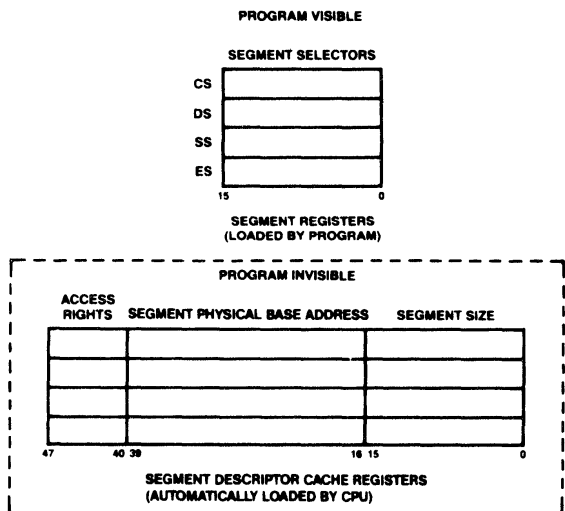 PROGRAM VISIBLE
SEGMENT SELECTORS
CS
DS
SS
ES
15 0
SEGMENT REGISTERS
(LOADED BY PROGRAM)
PROGRAM INVISIBLE
ACCESS
RIGHTS SEGMENT PHYSICAL BASE ADDRESS SEGMENT SIZE
47 40 39 16 15 0
SEGMENT DESCRIPTOR CACHE REGISTERS
(AUTOMATICALLY LOADED BY CPU)